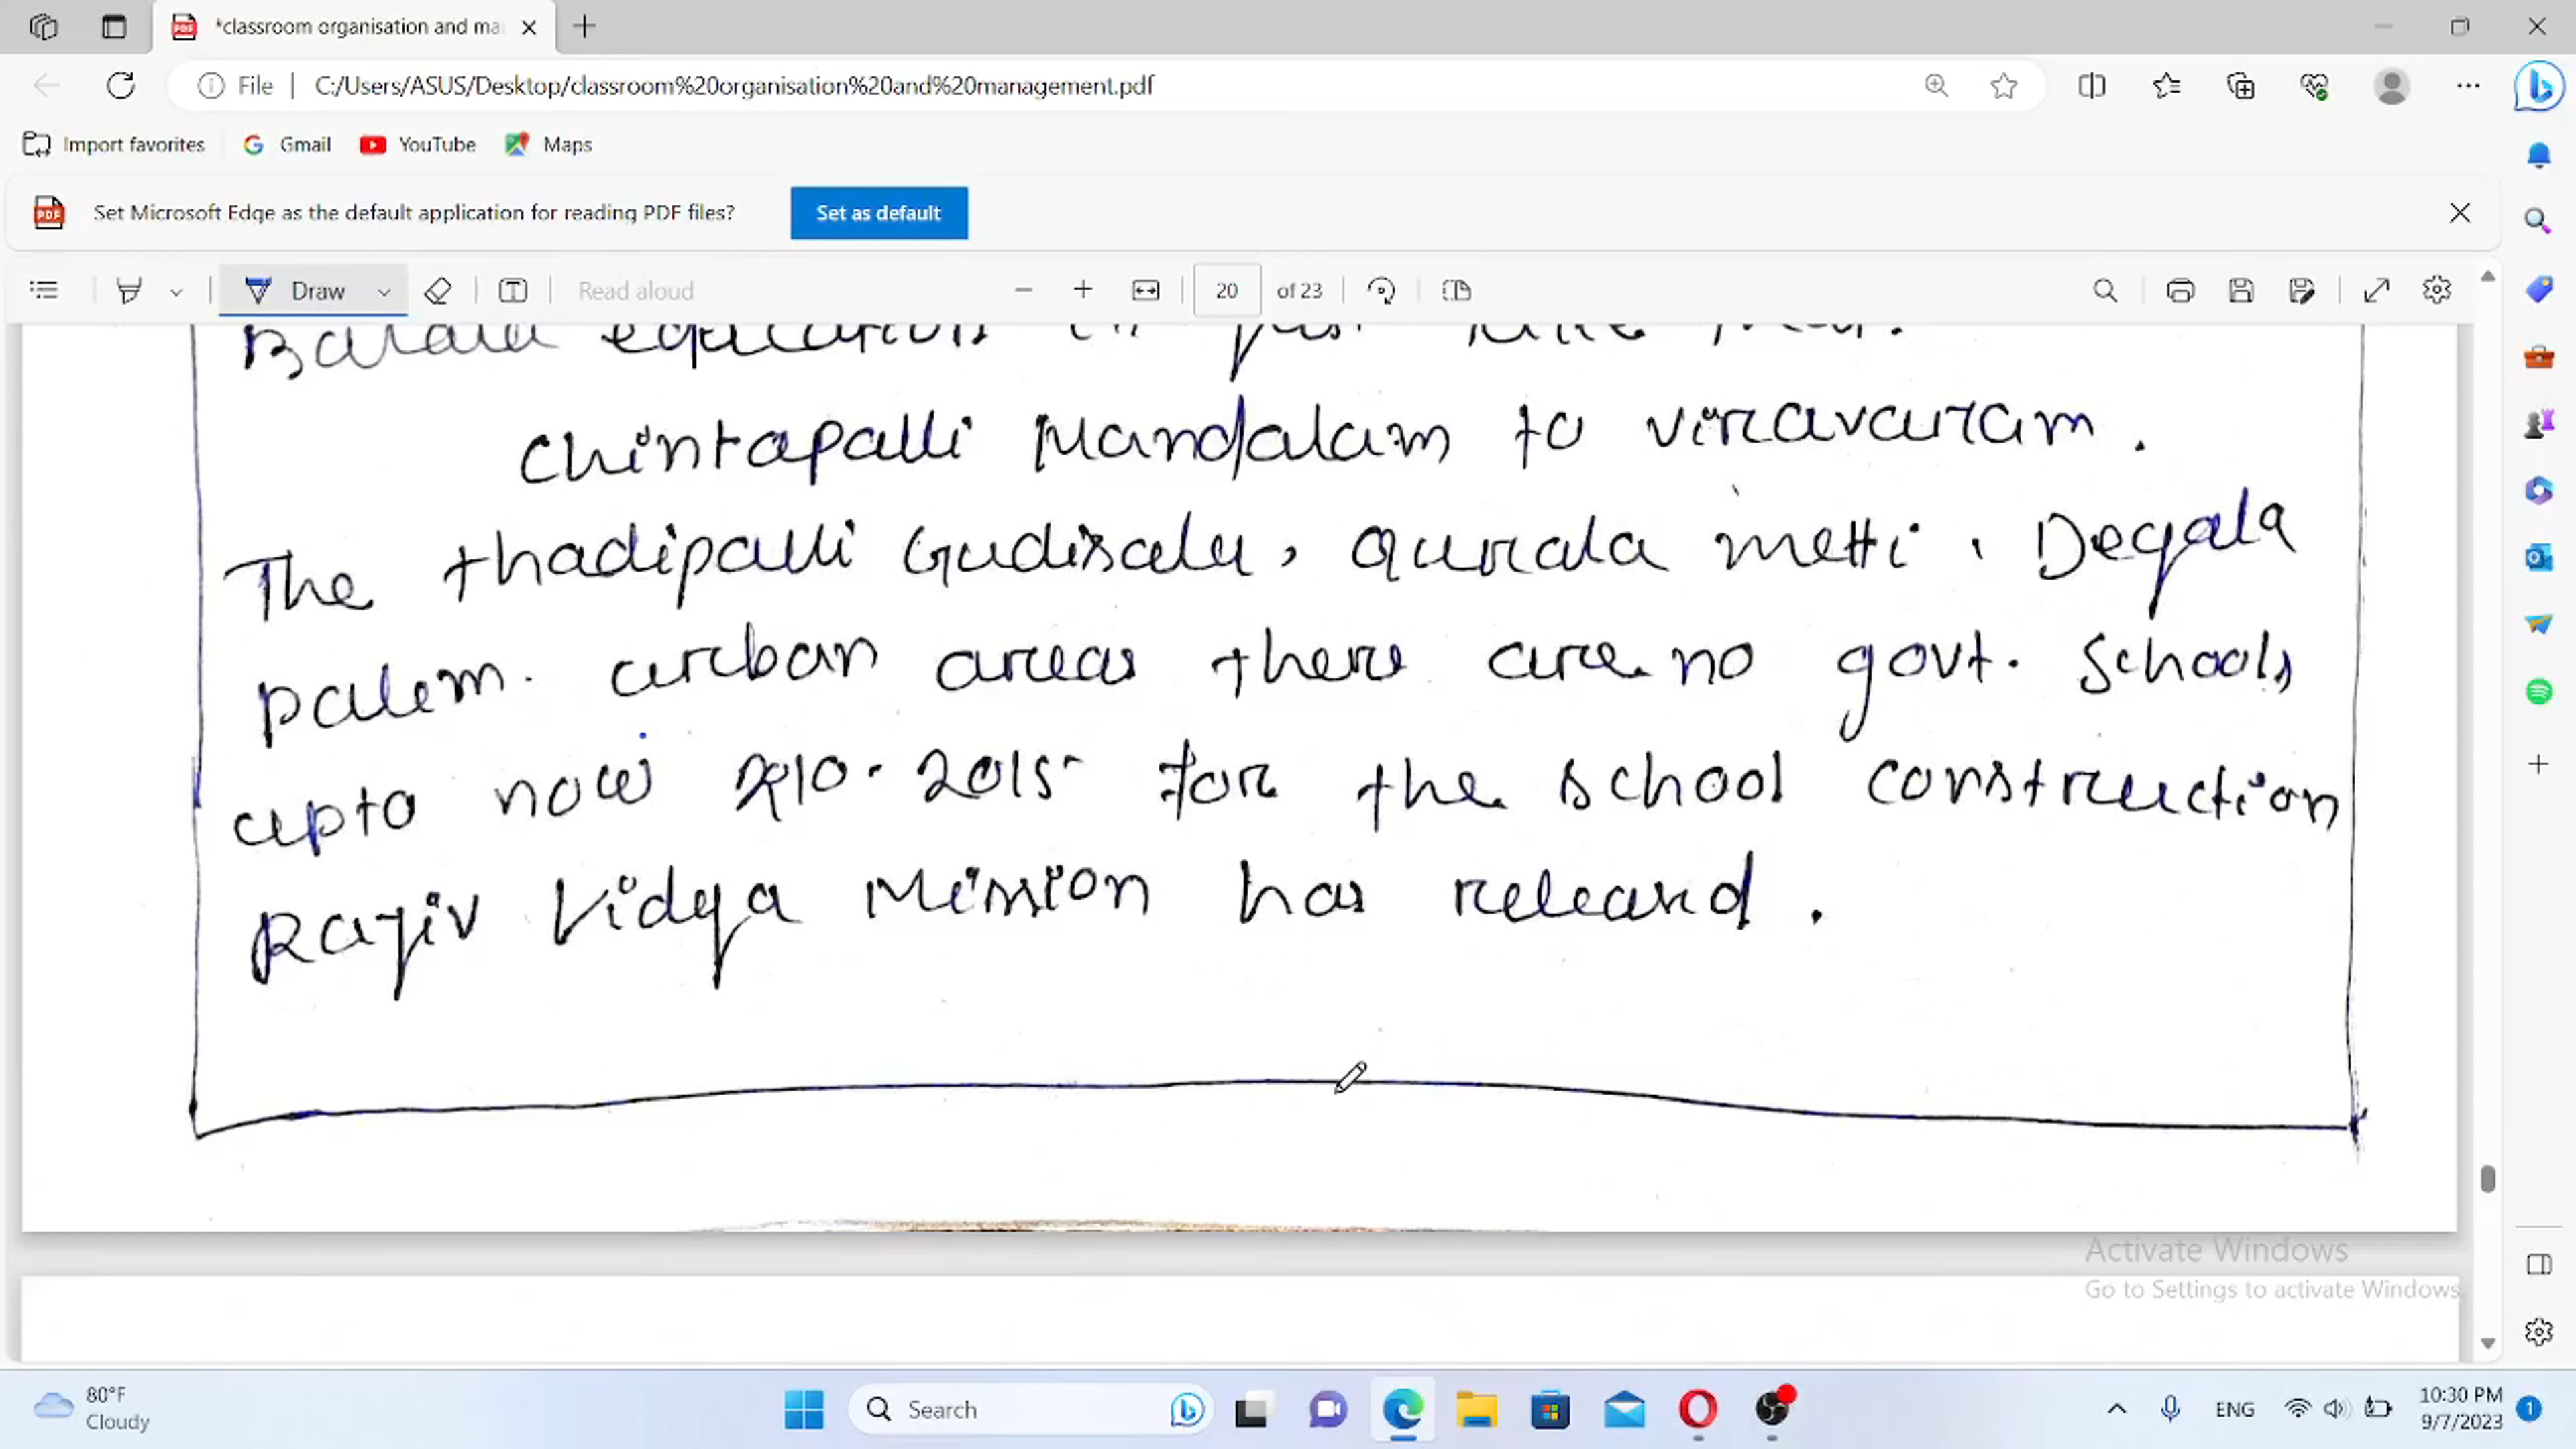 *classroom organisation and ma
File | C:/Users/ASUS/Desktop/classroom%20organisation%20and%20management.pdf
Import favorites Gmail YouTube Maps
Set Microsoft Edge as the default application for reading PDF files? Set as default
Draw Read aloud 20 of 23
chintapalli Mandalam to viravauram.
The thadipalli Gudisalu, Metti, Degala
palem. urban areas there are no govt. schools
upto now 2015 for the school construction
Rajiv Vidya Mission has released.
Activate Windows
Go to Settings to activate Windows.
80°F
Cloudy
Search
ENG
10:30 PM
9/7/2023
1